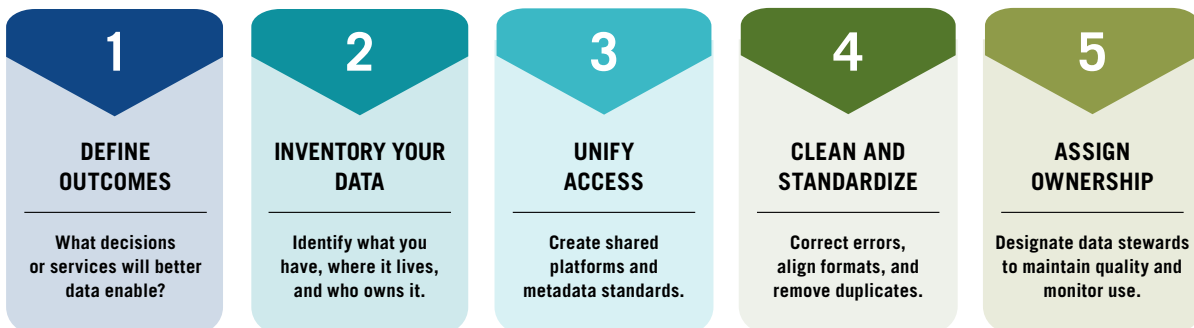 1
DEFINE
OUTCOMES
What decisions
or services will better
data enable?
2
INVENTORY YOUR
DATA
Identify what you
have, where it lives,
and who owns it.
3
UNIFY
ACCESS
Create shared
platforms and
metadata standards.
4
CLEAN AND
STANDARDIZE
Correct errors,
align formats, and
remove duplicates.
5
ASSIGN
OWNERSHIP
Designate data stewards
to maintain quality and
monitor use.